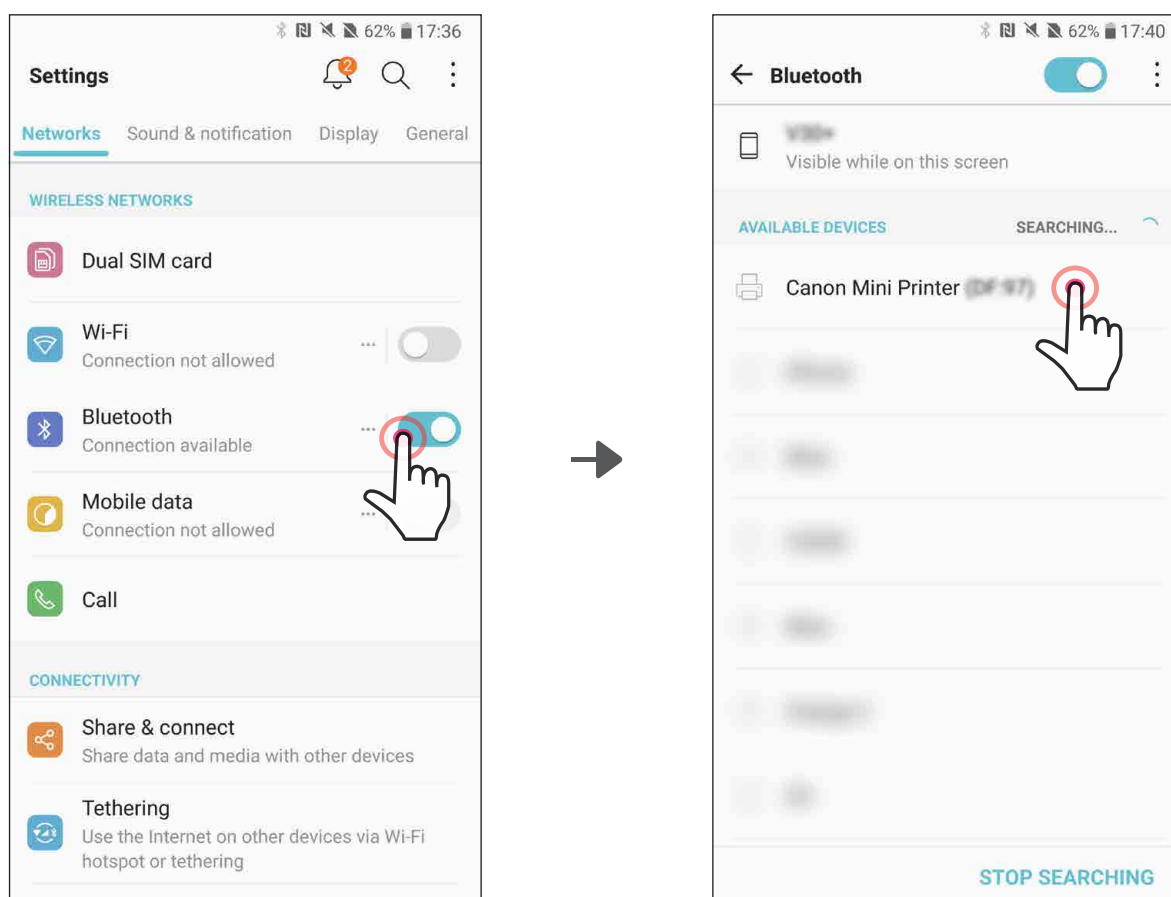 62% 17:36
Settings 2
Networks Sound & notification Display General
WIRELESS NETWORKS
Dual SIM card
Wi-Fi
Connection not allowed
Bluetooth
Connection available
Mobile data
Connection not allowed
Call
CONNECTIVITY
Share & connect
Share data and media with other devices
Tethering
Use the Internet on other devices via Wi-Fi
hotspot or tethering
62% 17:40
Bluetooth
Visible while on this screen
AVAILABLE DEVICES SEARCHING...
Canon Mini Printer
STOP SEARCHING